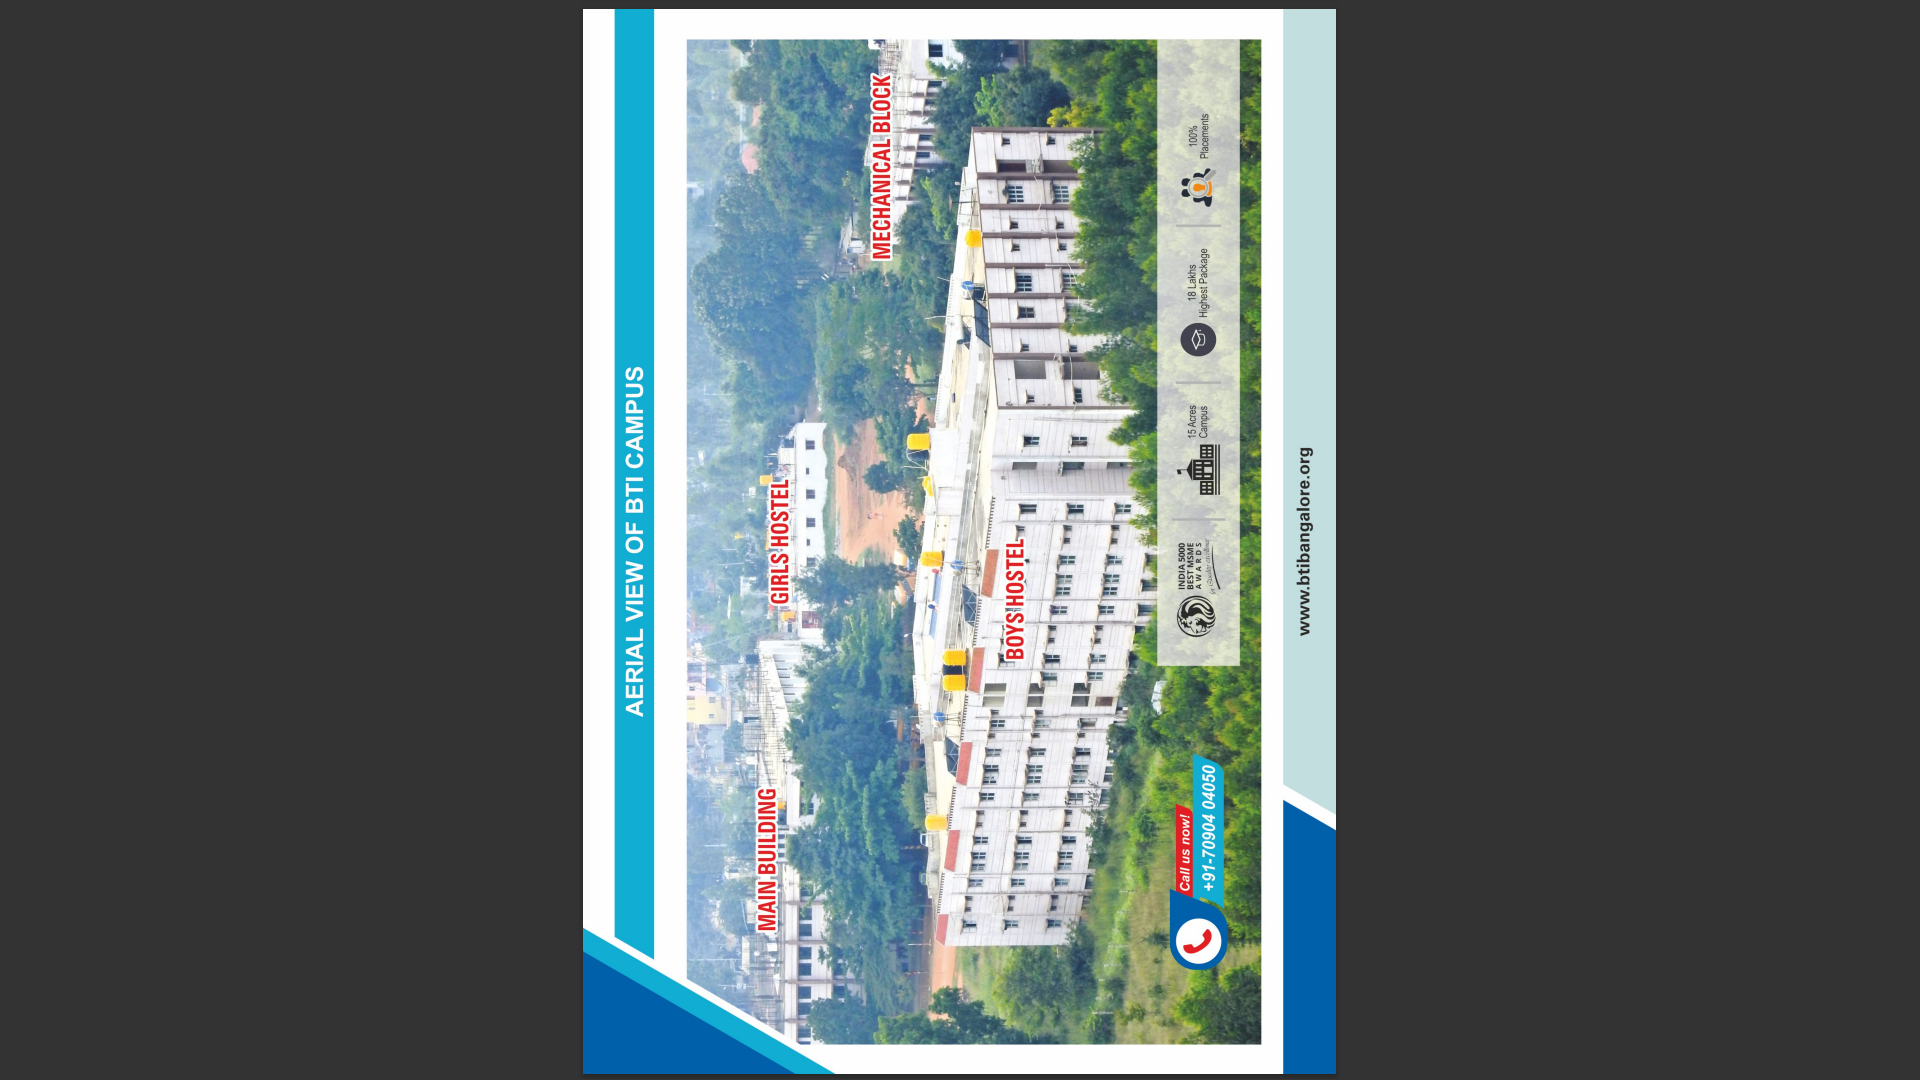 AERIAL VIEW OF BTI CAMPUS
MAIN BUILDING
GIRLS HOSTEL
MECHANICAL BLOCK
BOYS HOSTEL
Call us now!
+91-70904 04050
INDIA 5000
BEST MSME
AWARDS
15 Acres
Campus
18 Lakhs
Highest Package
100%
Placements
www.btibangalore.org